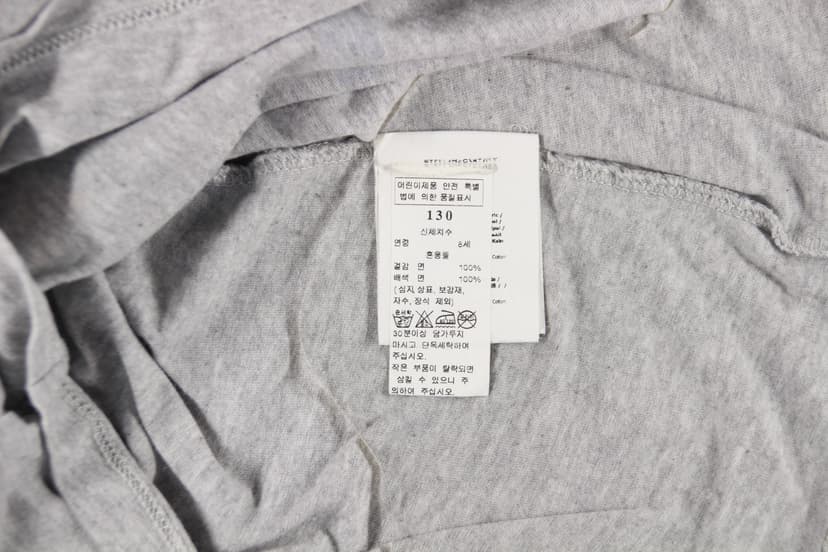 어린이제품 안전 특별
법에 의한 품질표시
130
신체치수
연령 8세
혼용율
겉감 면 100%
배색 면 100%
( 심지, 상표, 보강재,
자수, 장식 제외)
손세탁
30분이상 담가두지
마시고 단독세탁하여
주십시오.
작은 부품이 탈락되면
삼킬 수 있으니 주
의하여 주십시오.
Cotton
Cotton